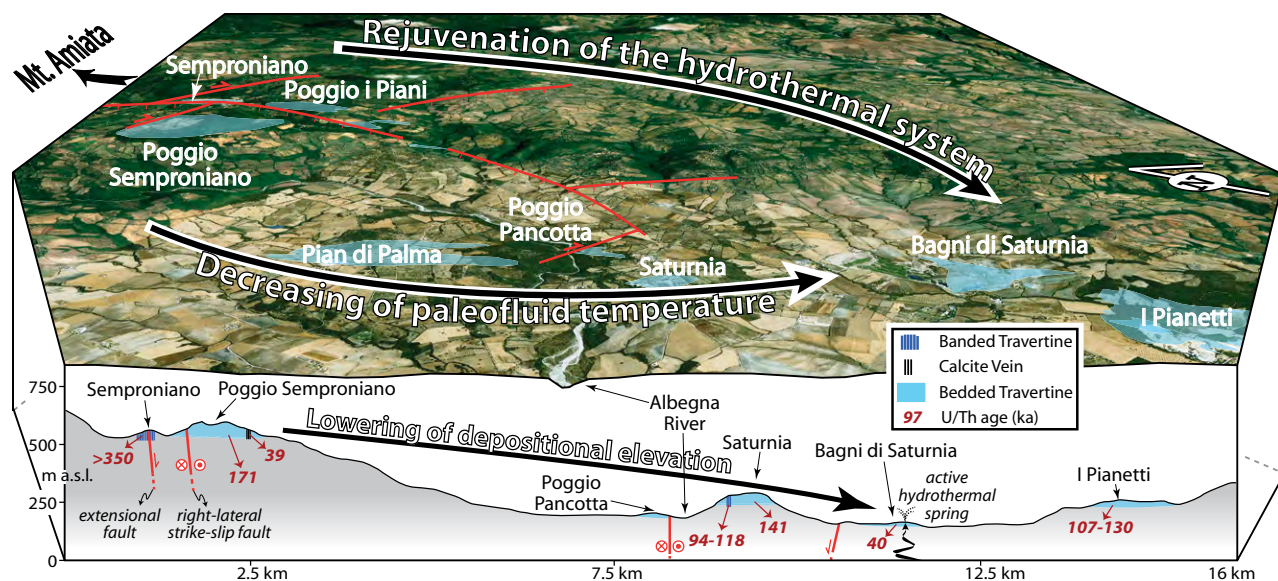 Mt. Amiata
Semproniano
Poggio i Piani
Rejuvenation of the hydrothermal system
Poggio
Semproniano
N
Poggio
Pancotta
Pian di Palma
Bagni di Saturnia
Saturnia
Decreasing of paleofluid temperature
I Pianetti
Banded Travertine
Calcite Vein
Bedded Travertine
97 U/Th age (ka)
750
500
m a.s.l.
250
0
Semproniano
Poggio Semproniano
Albegna
River
Lowering of depositional elevation
Saturnia
Bagni di Saturnia
I Pianetti
>350
171
39
active
hydrothermal
spring
Poggio
Pancotta
extensional
fault
right-lateral
strike-slip fault
94-118
141
40
107-130
2.5 km
7.5 km
12.5 km
16 km